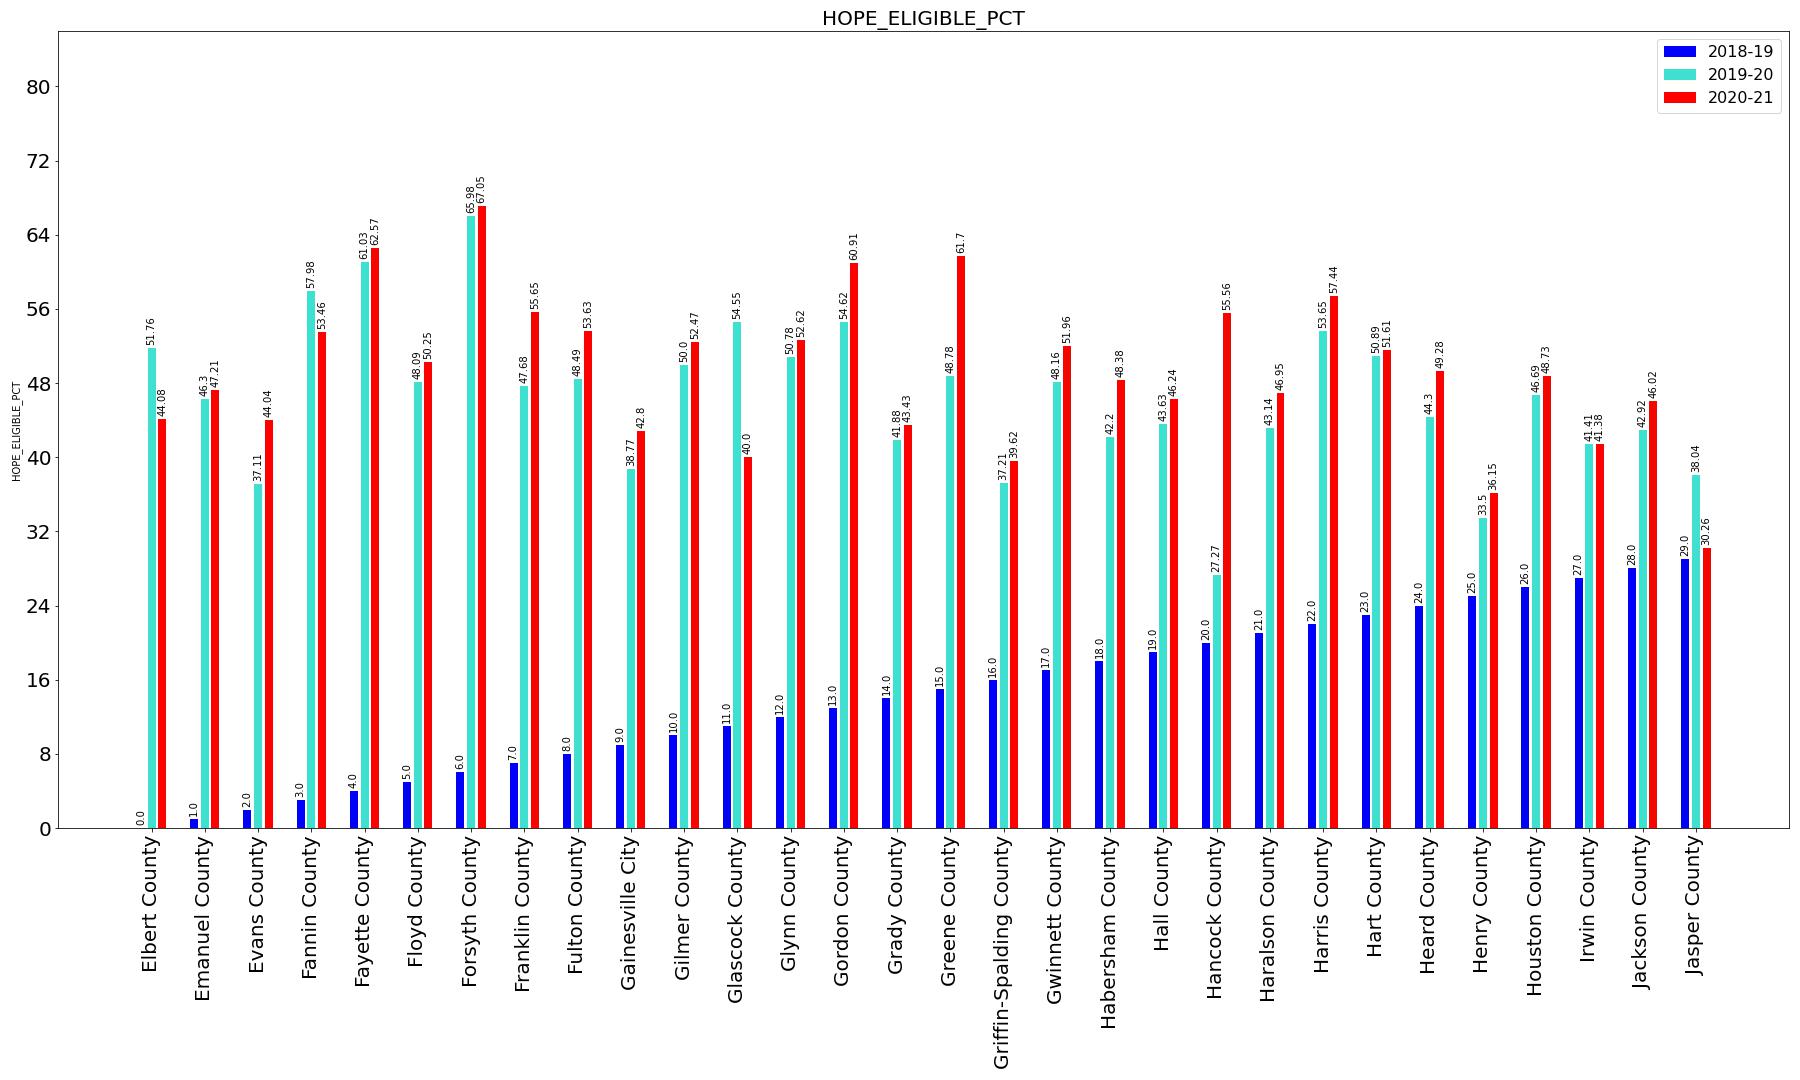 HOPE_ELIGIBLE_PCT
2018-19
2019-20
2020-21
HOPE_ELIGIBLE_PCT
80
72
64
56
48
40
32
24
16
8
0
0.0 51.76 44.08
1.0 46.3 47.21
2.0 37.11 44.04
3.0 57.98 53.46
4.0 61.03 62.57
5.0 48.09 50.25
6.0 65.98 67.05
7.0 47.68 55.65
8.0 48.49 53.63
9.0 38.77 42.8
10.0 50.0 52.47
11.0 54.55 40.0
12.0 50.78 52.62
13.0 54.62 60.91
14.0 41.88 43.43
15.0 48.78 61.7
16.0 37.21 39.62
17.0 48.16 51.96
18.0 42.2 48.38
19.0 43.63 46.24
20.0 27.27 55.56
21.0 43.14 46.95
22.0 53.65 57.44
23.0 50.89 51.61
24.0 44.3 49.28
25.0 33.5 36.15
26.0 46.69 48.73
27.0 41.41 41.38
28.0 42.92 46.02
29.0 38.04 30.26
Elbert County
Emanuel County
Evans County
Fannin County
Fayette County
Floyd County
Forsyth County
Franklin County
Fulton County
Gainesville City
Gilmer County
Glascock County
Glynn County
Gordon County
Grady County
Greene County
Griffin-Spalding County
Gwinnett County
Habersham County
Hall County
Hancock County
Haralson County
Harris County
Hart County
Heard County
Henry County
Houston County
Irwin County
Jackson County
Jasper County